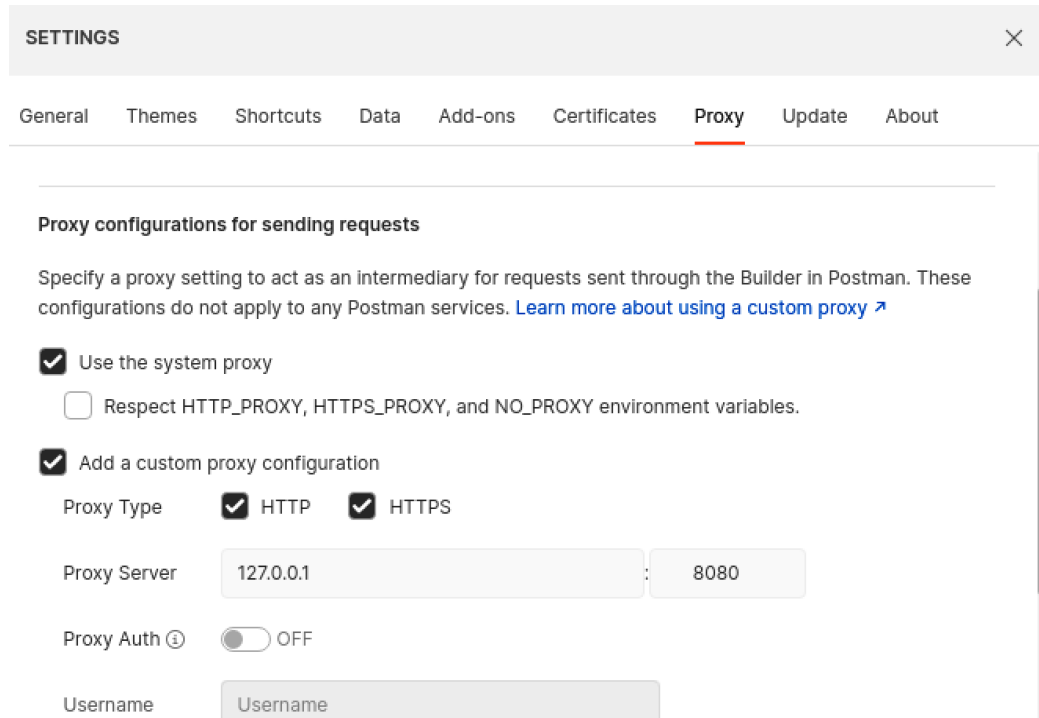 SETTINGS
General Themes Shortcuts Data Add-ons Certificates Proxy Update About
Proxy configurations for sending requests
Specify a proxy setting to act as an intermediary for requests sent through the Builder in Postman. These
configurations do not apply to any Postman services. Learn more about using a custom proxy ↗
Use the system proxy
Respect HTTP_PROXY, HTTPS_PROXY, and NO_PROXY environment variables.
Add a custom proxy configuration
Proxy Type HTTP HTTPS
Proxy Server 127.0.0.1 : 8080
Proxy Auth OFF
Username Username